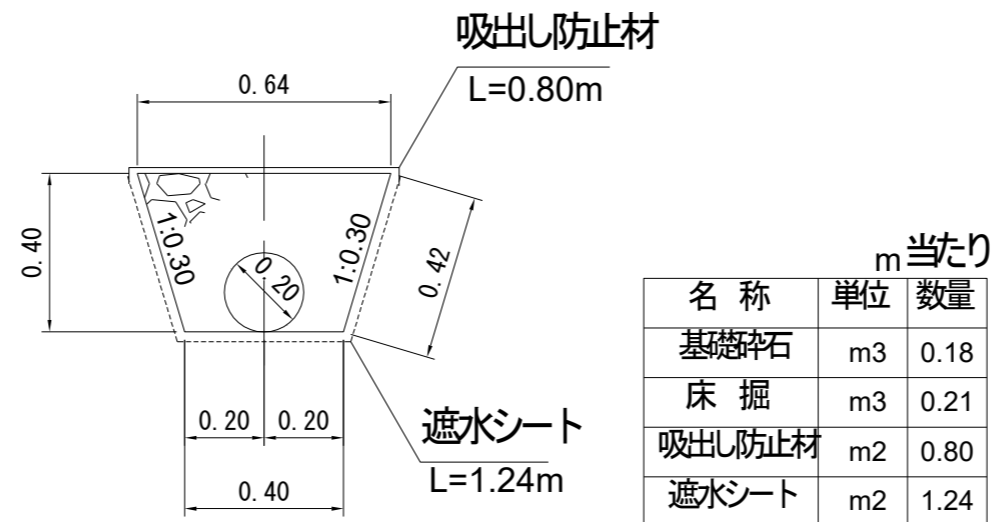 吸出し防止材
L=0.80m
0.64
0.40
1:0.30
1:0.30
0.20
0.42
0.20
0.20
0.40
遮水シート
L=1.24m
m当たり
名 称 単位 数量
基礎砕石 m3 0.18
床 掘 m3 0.21
吸出し防止材 m2 0.80
遮水シート m2 1.24